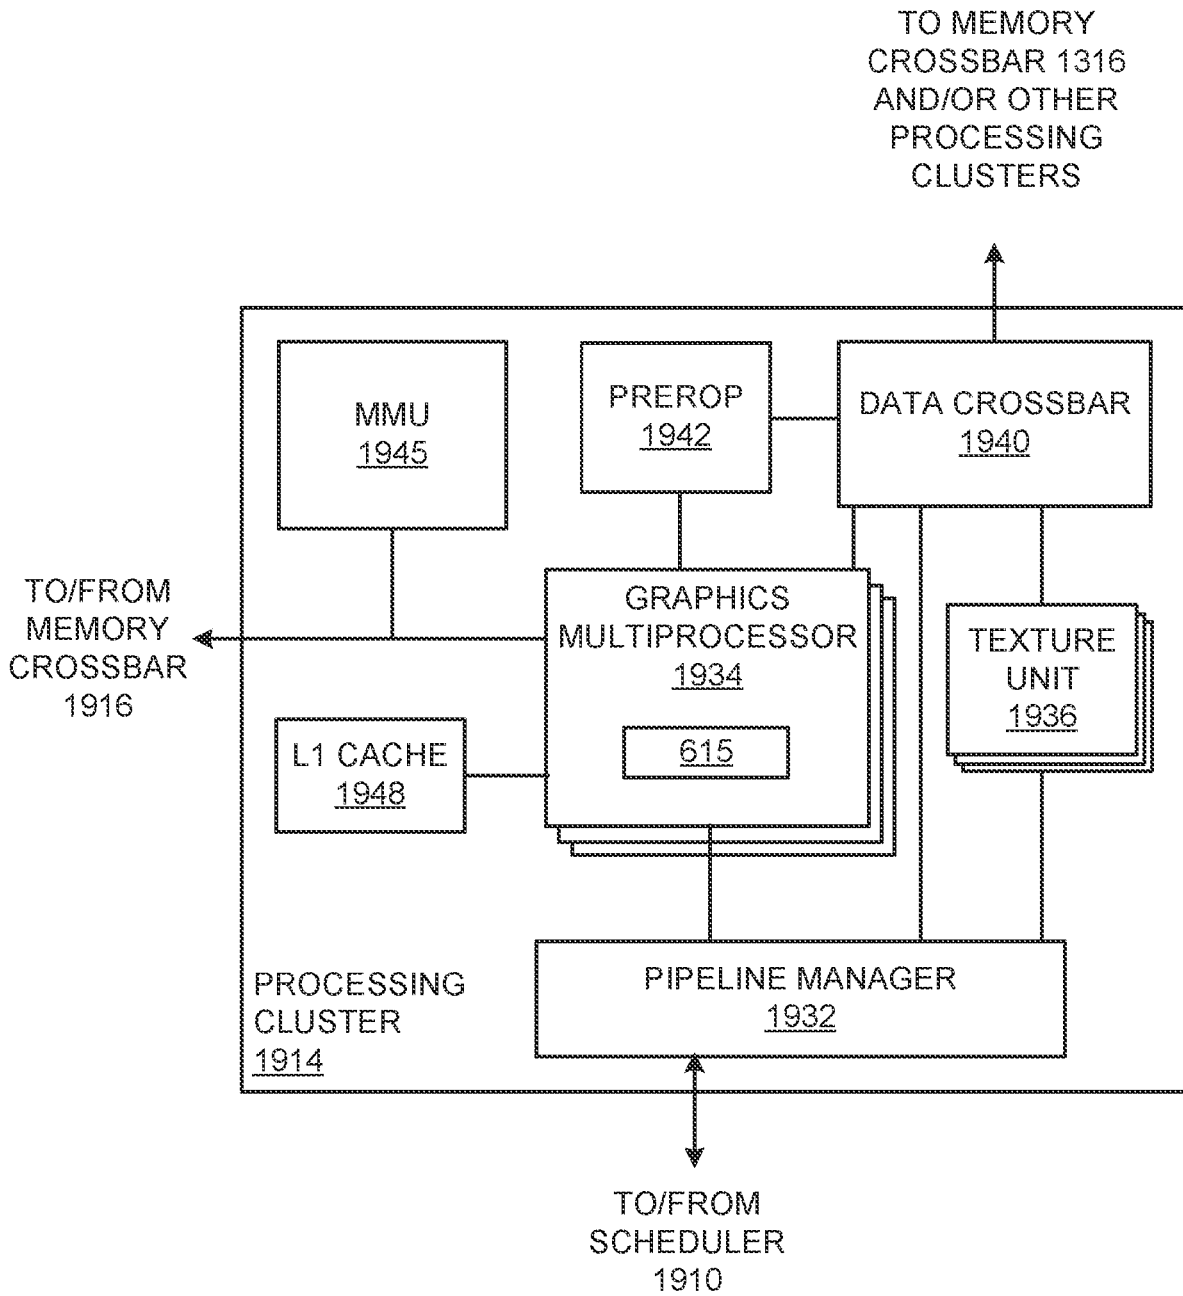 TO MEMORY
CROSSBAR 1316
AND/OR OTHER
PROCESSING
CLUSTERS
MMU
1945
PREROP
1942
DATA CROSSBAR
1940
TO/FROM
MEMORY
CROSSBAR
1916
GRAPHICS
MULTIPROCESSOR
1934
615
TEXTURE
UNIT
1936
L1 CACHE
1948
PIPELINE MANAGER
1932
PROCESSING
CLUSTER
1914
TO/FROM
SCHEDULER
1910